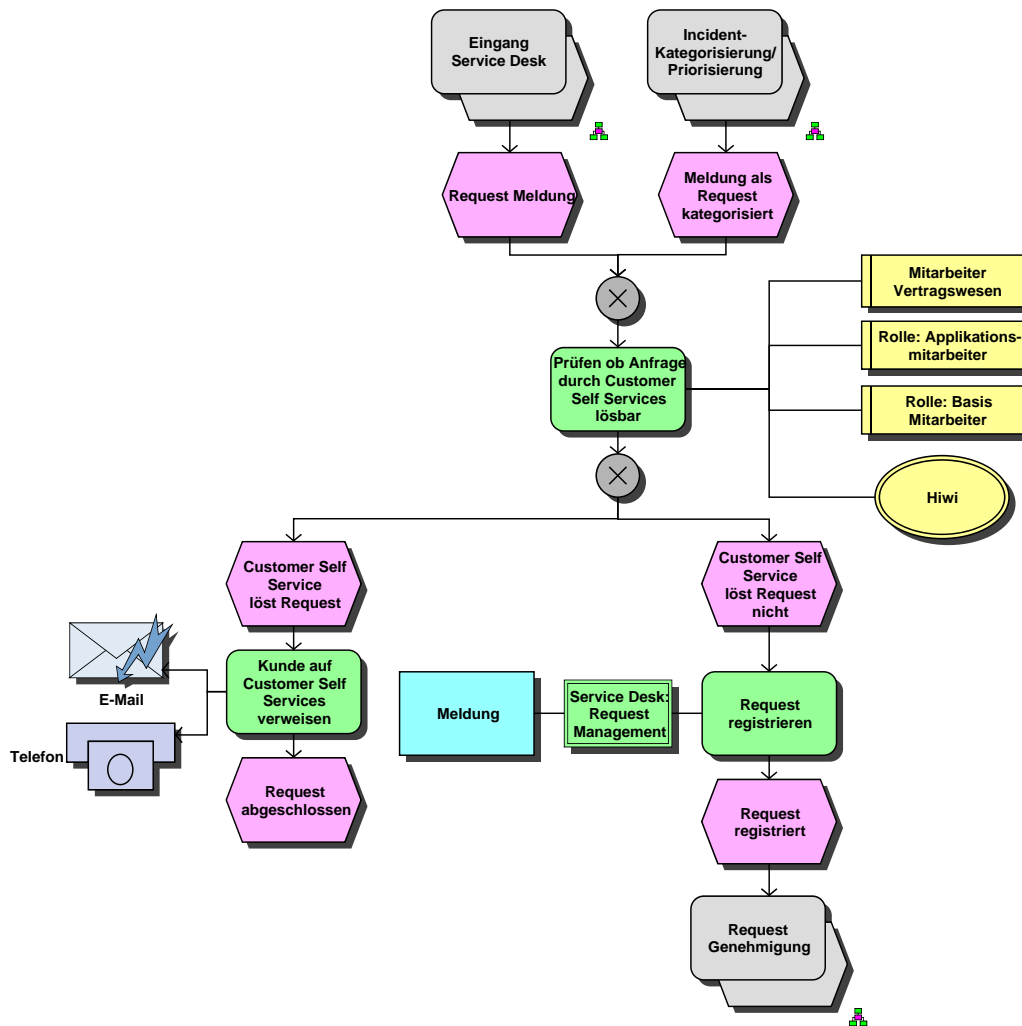 Eingang
Service Desk
Incident-
Kategorisierung/
Priorisierung
Request Meldung
Meldung als
Request
kategorisiert
Mitarbeiter
Vertragswesen
Rolle: Applikations-
mitarbeiter
Rolle: Basis
Mitarbeiter
Hiwi
Prüfen ob Anfrage
durch Customer
Self Services
lösbar
Customer Self
Service
löst Request
Customer Self
Service
löst Request
nicht
E-Mail
Telefon
Kunde auf
Customer Self
Services
verweisen
Meldung
Service Desk:
Request
Management
Request
registrieren
Request
abgeschlossen
Request
registriert
Request
Genehmigung